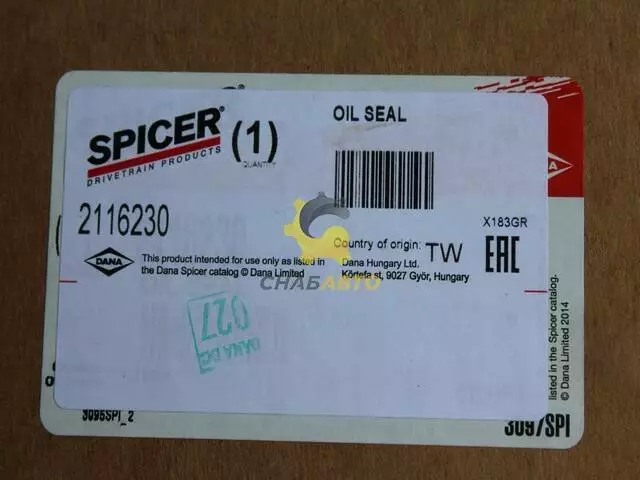 SPICER®
DRIVETRAIN PRODUCTS
(1)
QUANTITY
OIL SEAL
2116230
X183GR
Country of origin: TW
DANA
This product intended for use only as listed in
the Dana Spicer catalog © Dana Limited
Dana Hungary Ltd.
Körtefa st, 9027 Györ, Hungary
EAC
СНАБАВТО
027
DANA
3095SPI_2
3097SPI
listed in the Spicer catalog.
© Dana Limited 2014